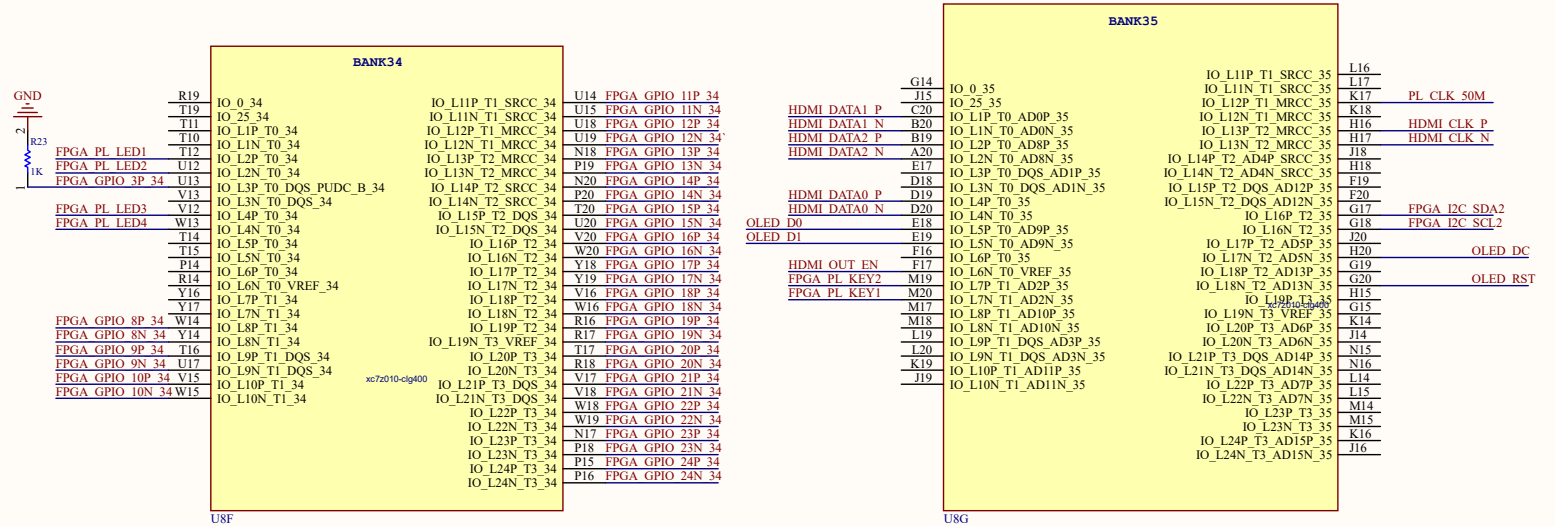 BANK34
GND
2
R23
1K
1
R19 IO_0_34
T19 IO_25_34
T11 IO_L1P_T0_34
T10 IO_L1N_T0_34
FPGA_PL_LED1 T12 IO_L2P_T0_34
FPGA_PL_LED2 U12 IO_L2N_T0_34
FPGA_GPIO_3P_34 U13 IO_L3P_T0_DQS_PUDC_B_34
V13 IO_L3N_T0_DQS_34
FPGA_PL_LED3 V12 IO_L4P_T0_34
FPGA_PL_LED4 W13 IO_L4N_T0_34
T14 IO_L5P_T0_34
T15 IO_L5N_T0_34
P14 IO_L6P_T0_34
R14 IO_L6N_T0_VREF_34
Y16 IO_L7P_T1_34
Y17 IO_L7N_T1_34
FPGA_GPIO_8P_34 W14 IO_L8P_T1_34
FPGA_GPIO_8N_34 Y14 IO_L8N_T1_34
FPGA_GPIO_9P_34 T16 IO_L9P_T1_DQS_34
FPGA_GPIO_9N_34 U17 IO_L9N_T1_DQS_34
FPGA_GPIO_10P_34 V15 IO_L10P_T1_34
FPGA_GPIO_10N_34 W15 IO_L10N_T1_34
IO_L11P_T1_SRCC_34 U14 FPGA_GPIO_11P_34
IO_L11N_T1_SRCC_34 U15 FPGA_GPIO_11N_34
IO_L12P_T1_MRCC_34 U18 FPGA_GPIO_12P_34
IO_L12N_T1_MRCC_34 U19 FPGA_GPIO_12N_34`
IO_L13P_T2_MRCC_34 N18 FPGA_GPIO_13P_34
IO_L13N_T2_MRCC_34 P19 FPGA_GPIO_13N_34
IO_L14P_T2_SRCC_34 N20 FPGA_GPIO_14P_34
IO_L14N_T2_SRCC_34 P20 FPGA_GPIO_14N_34
IO_L15P_T2_DQS_34 T20 FPGA_GPIO_15P_34
IO_L15N_T2_DQS_34 U20 FPGA_GPIO_15N_34
IO_L16P_T2_34 V20 FPGA_GPIO_16P_34
IO_L16N_T2_34 W20 FPGA_GPIO_16N_34
IO_L17P_T2_34 Y18 FPGA_GPIO_17P_34
IO_L17N_T2_34 Y19 FPGA_GPIO_17N_34
IO_L18P_T2_34 V16 FPGA_GPIO_18P_34
IO_L18N_T2_34 W16 FPGA_GPIO_18N_34
IO_L19P_T2_34 R16 FPGA_GPIO_19P_34
IO_L19N_T3_VREF_34 R17 FPGA_GPIO_19N_34
IO_L20P_T3_34 T17 FPGA_GPIO_20P_34
IO_L20N_T3_34 R18 FPGA_GPIO_20N_34
IO_L21P_T3_DQS_34 V17 FPGA_GPIO_21P_34
IO_L21N_T3_DQS_34 V18 FPGA_GPIO_21N_34
IO_L22P_T3_34 W18 FPGA_GPIO_22P_34
IO_L22N_T3_34 W19 FPGA_GPIO_22N_34
IO_L23P_T3_34 N17 FPGA_GPIO_23P_34
IO_L23N_T3_34 P18 FPGA_GPIO_23N_34
IO_L24P_T3_34 P15 FPGA_GPIO_24P_34
IO_L24N_T3_34 P16 FPGA_GPIO_24N_34
xc7z010-clg400
U8F
BANK35
G14 IO_0_35
J15 IO_25_35
HDMI_DATA1_P C20 IO_L1P_T0_AD0P_35
HDMI_DATA1_N B20 IO_L1N_T0_AD0N_35
HDMI_DATA2_P B19 IO_L2P_T0_AD8P_35
HDMI_DATA2_N A20 IO_L2N_T0_AD8N_35
E17 IO_L3P_T0_DQS_AD1P_35
D18 IO_L3N_T0_DQS_AD1N_35
HDMI_DATA0_P D19 IO_L4P_T0_35
HDMI_DATA0_N D20 IO_L4N_T0_35
OLED_D0 E18 IO_L5P_T0_AD9P_35
OLED_D1 E19 IO_L5N_T0_AD9N_35
F16 IO_L6P_T0_35
HDMI_OUT_EN F17 IO_L6N_T0_VREF_35
FPGA_PL_KEY2 M19 IO_L7P_T1_AD2P_35
FPGA_PL_KEY1 M20 IO_L7N_T1_AD2N_35
M17 IO_L8P_T1_AD10P_35
M18 IO_L8N_T1_AD10N_35
L19 IO_L9P_T1_DQS_AD3P_35
L20 IO_L9N_T1_DQS_AD3N_35
K19 IO_L10P_T1_AD11P_35
J19 IO_L10N_T1_AD11N_35
IO_L11P_T1_SRCC_35 L16
IO_L11N_T1_SRCC_35 L17
IO_L12P_T1_MRCC_35 K17 PL_CLK_50M
IO_L12N_T1_MRCC_35 K18
IO_L13P_T2_MRCC_35 H16 HDMI_CLK_P
IO_L13N_T2_MRCC_35 H17 HDMI_CLK_N
IO_L14P_T2_AD4P_SRCC_35 J18
IO_L14N_T2_AD4N_SRCC_35 H18
IO_L15P_T2_DQS_AD12P_35 F19
IO_L15N_T2_DQS_AD12N_35 F20
IO_L16P_T2_35 G17 FPGA_I2C_SDA2
IO_L16N_T2_35 G18 FPGA_I2C_SCL2
IO_L17P_T2_AD5P_35 J20
IO_L17N_T2_AD5N_35 H20 OLED_DC
IO_L18P_T2_AD13P_35 G19
IO_L18N_T2_AD13N_35 G20 OLED_RST
IO_L19P_T3_35 H15
xc7z010-clg400
IO_L19N_T3_VREF_35 G15
IO_L20P_T3_AD6P_35 K14
IO_L20N_T3_AD6N_35 J14
IO_L21P_T3_DQS_AD14P_35 N15
IO_L21N_T3_DQS_AD14N_35 N16
IO_L22P_T3_AD7P_35 L14
IO_L22N_T3_AD7N_35 L15
IO_L23P_T3_35 M14
IO_L23N_T3_35 M15
IO_L24P_T3_AD15P_35 K16
IO_L24N_T3_AD15N_35 J16
U8G